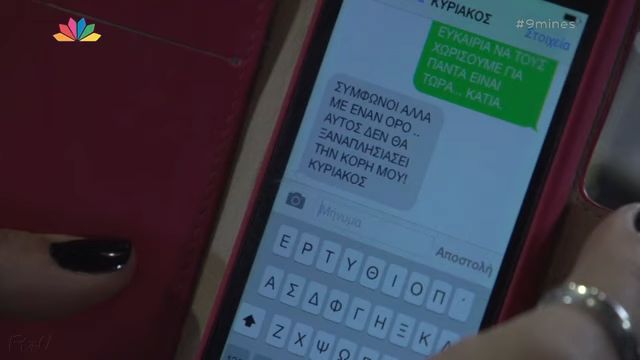 #9mines
ΚΥΡΙΑΚΟΣ
Στοιχεία
ΕΥΚΑΙΡΙΑ ΝΑ ΤΟΥΣ
ΧΩΡΙΣΟΥΜΕ ΓΙΑ
ΠΑΝΤΑ ΕΙΝΑΙ
ΤΩΡΑ... ΚΑΤΙΑ
ΣΥΜΦΩΝΟΙ ΑΛΛΑ
ΜΕ ΕΝΑΝ ΟΡΟ ..
ΑΥΤΟΣ ΔΕΝ ΘΑ
ΞΑΝΑΠΛΗΣΙΑΣΕΙ
ΤΗΝ ΚΟΡΗ ΜΟΥ!
ΚΥΡΙΑΚΟΣ
Μήνυμα
Αποστολή
Ε Ρ Τ Υ Θ Ι Ο Π
Α Σ Δ Φ Γ Η Ξ Κ Λ
Ζ Χ Ψ Ω